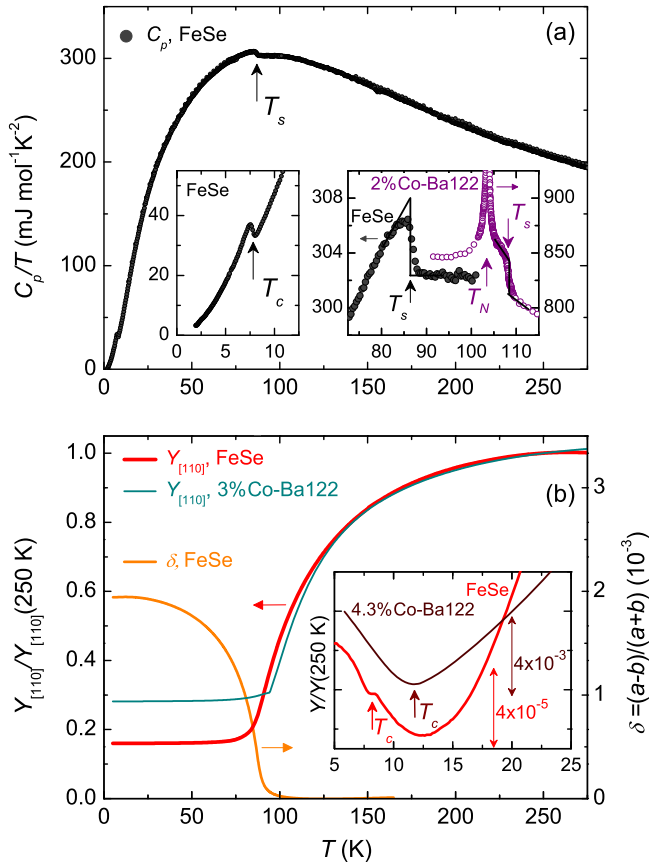 (a)
C_p, FeSe
C_p/T (mJ mol⁻¹K⁻²)
0
100
200
300
0 50 100 150 200 250
T_s
FeSe
T_c
0
20
40
0 5 10
2%Co-Ba122
FeSe
T_s
T_N
T_s
300
304
308
800
850
900
80 90 100 110
(b)
Y_[110], FeSe
Y_[110], 3%Co-Ba122
δ, FeSe
Y_[110]/Y_[110](250 K)
0.0
0.2
0.4
0.6
0.8
1.0
δ =(a-b)/(a+b) (10⁻³)
0
1
2
3
0 50 100 150 200 250
T (K)
FeSe
4.3%Co-Ba122
Y/Y(250 K)
T_c
T_c
4x10⁻³
4x10⁻⁵
5 10 15 20 25